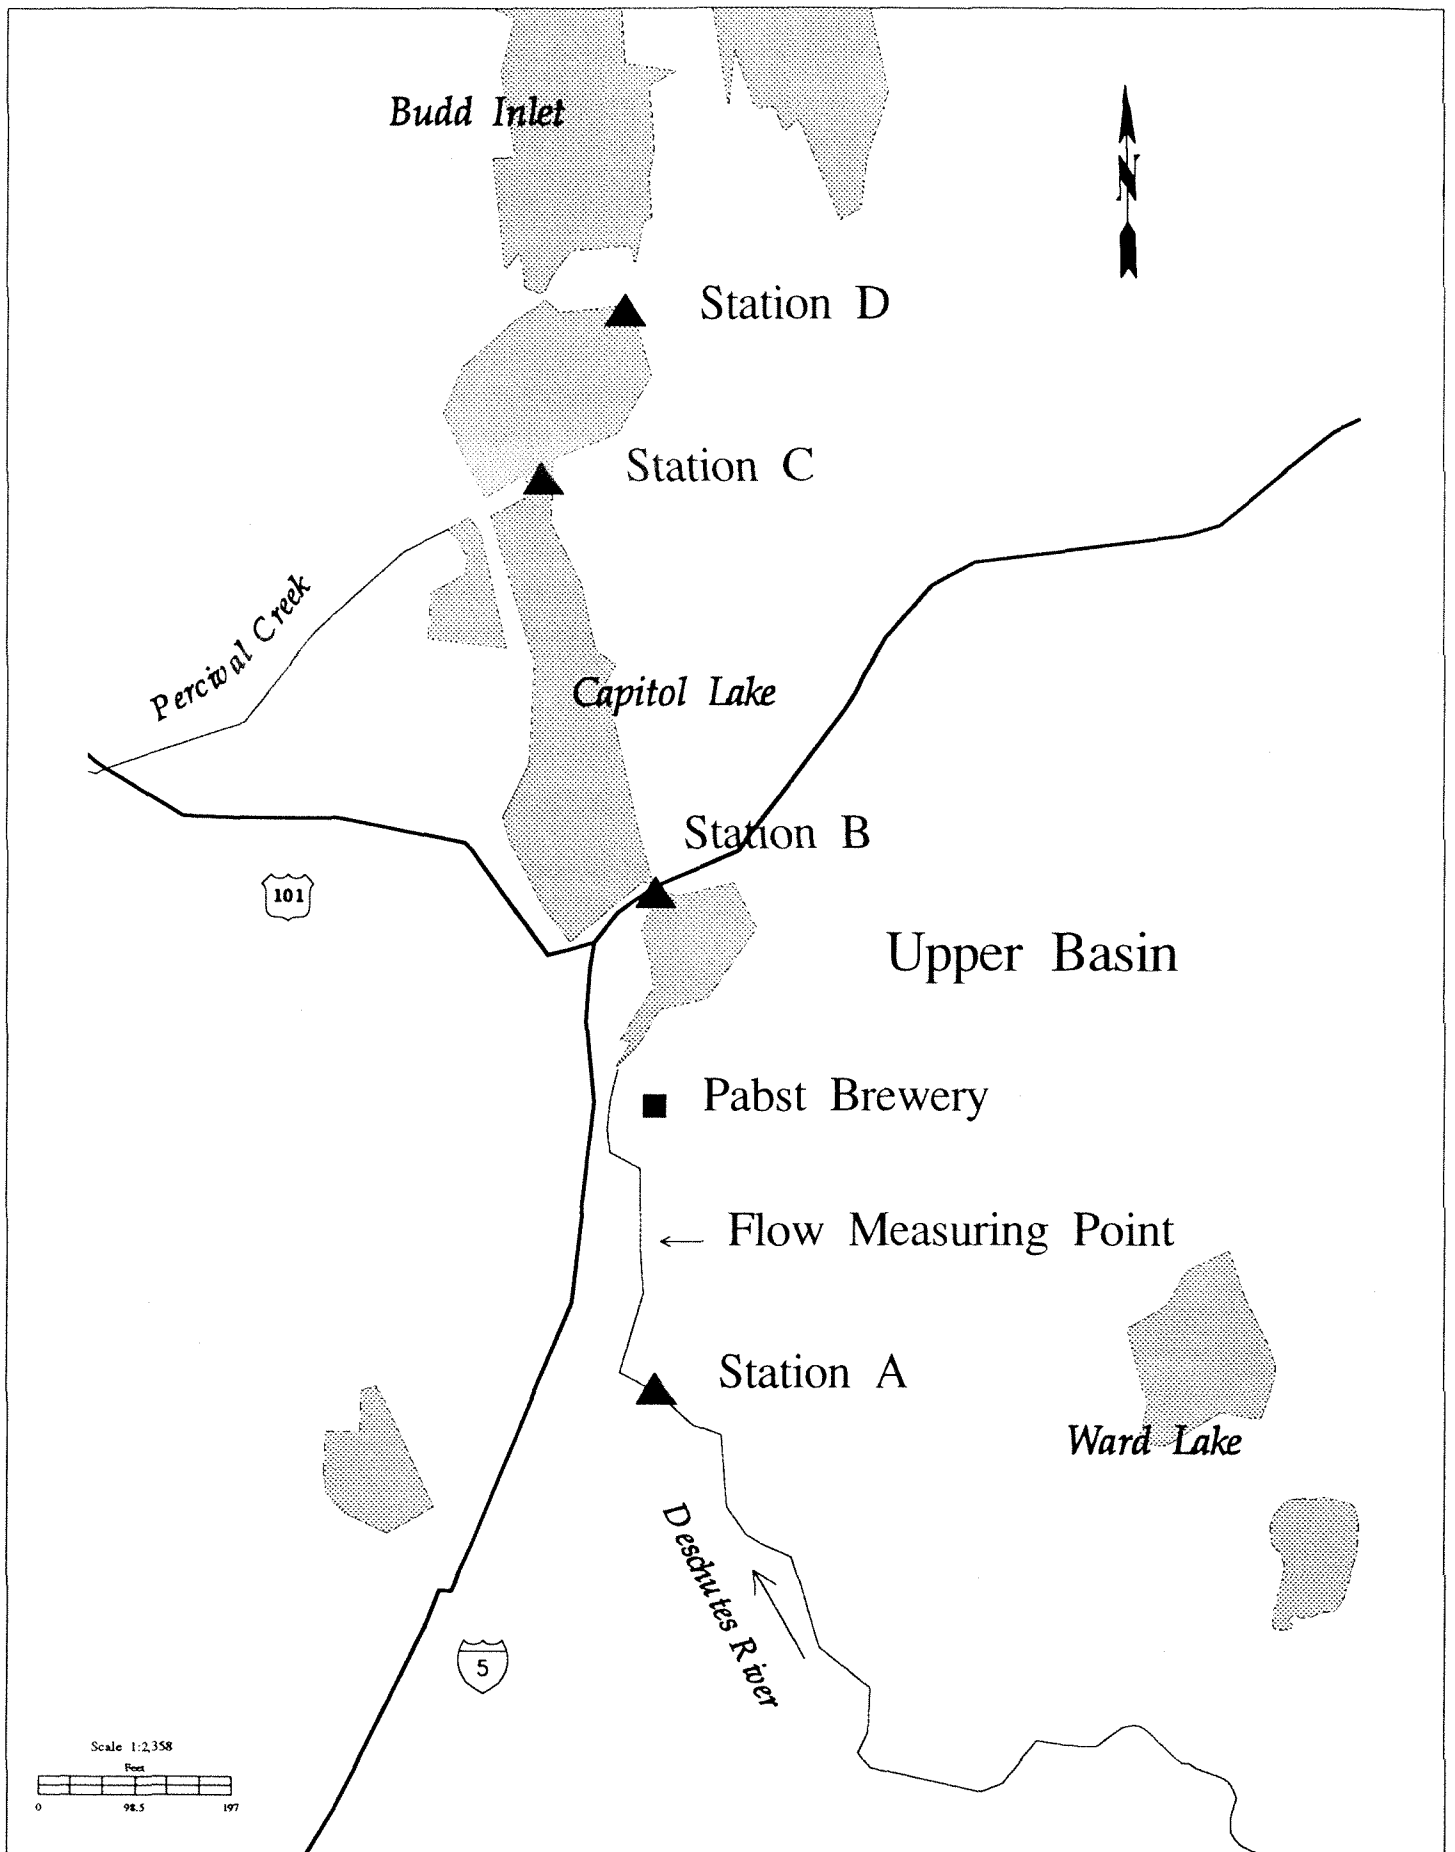 Budd Inlet
N
Station D
Station C
Percival Creek
Capitol Lake
Station B
101
Upper Basin
Pabst Brewery
Flow Measuring Point
Station A
Ward Lake
Deschutes River
5
Scale 1:2,358
Feet
0 98.5 197